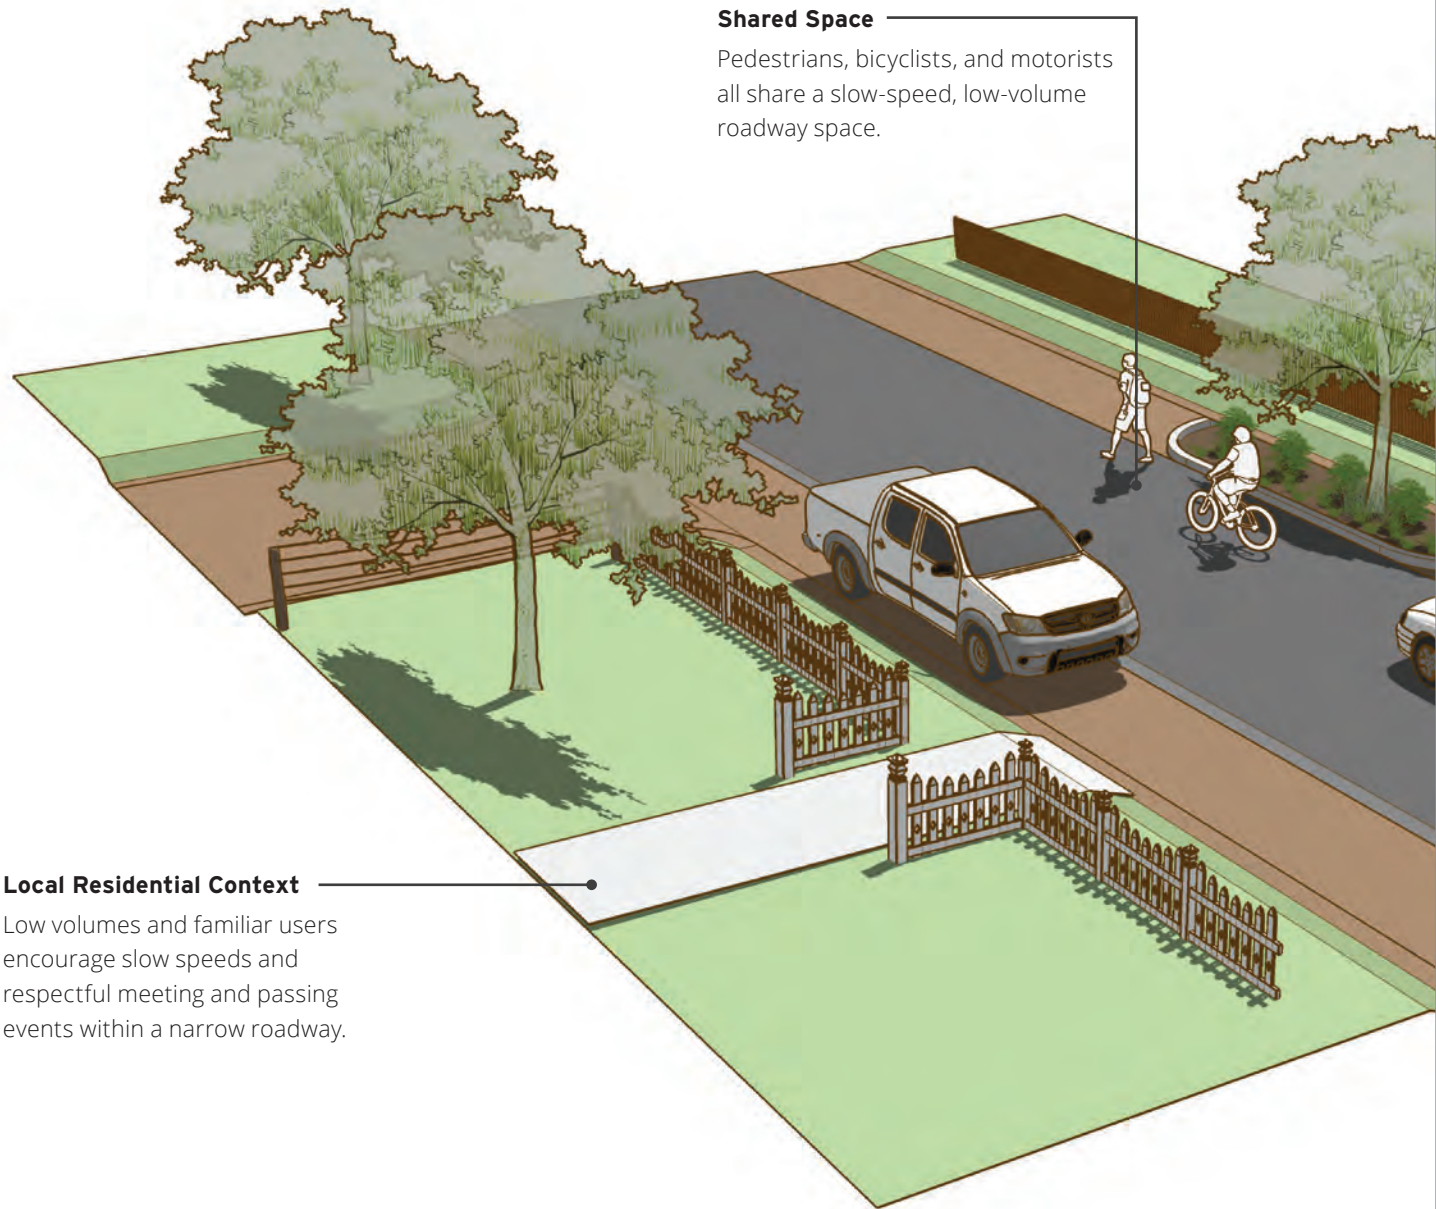 Shared Space
Pedestrians, bicyclists, and motorists
all share a slow-speed, low-volume
roadway space.
Local Residential Context
Low volumes and familiar users
encourage slow speeds and
respectful meeting and passing
events within a narrow roadway.